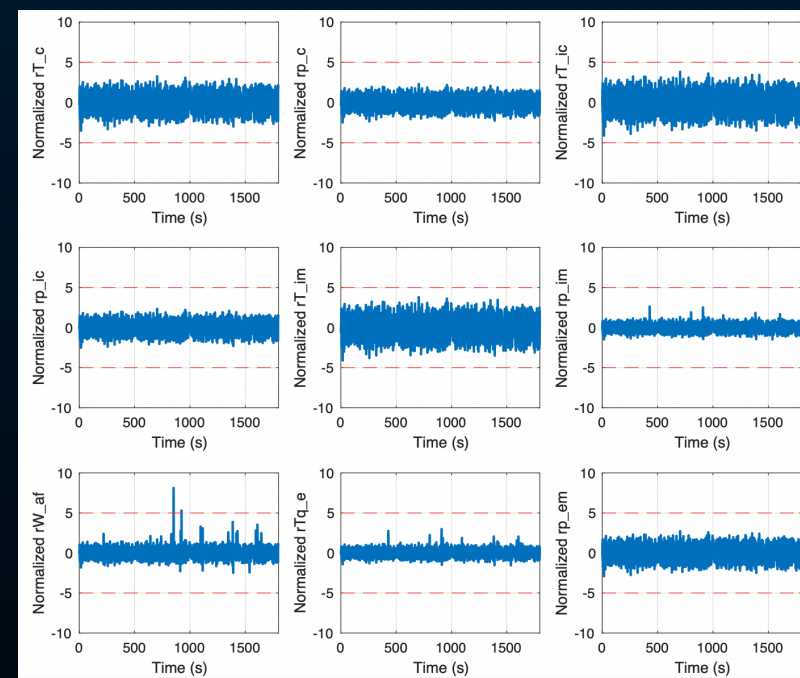 Normalized rT_c
10
5
0
-5
-10
0 500 1000 1500
Time (s)
Normalized rp_c
10
5
0
-5
-10
0 500 1000 1500
Time (s)
Normalized rT_ic
10
5
0
-5
-10
0 500 1000 1500
Time (s)
Normalized rp_ic
10
5
0
-5
-10
0 500 1000 1500
Time (s)
Normalized rT_im
10
5
0
-5
-10
0 500 1000 1500
Time (s)
Normalized rp_im
10
5
0
-5
-10
0 500 1000 1500
Time (s)
Normalized rW_af
10
5
0
-5
-10
0 500 1000 1500
Time (s)
Normalized rTq_e
10
5
0
-5
-10
0 500 1000 1500
Time (s)
Normalized rp_em
10
5
0
-5
-10
0 500 1000 1500
Time (s)